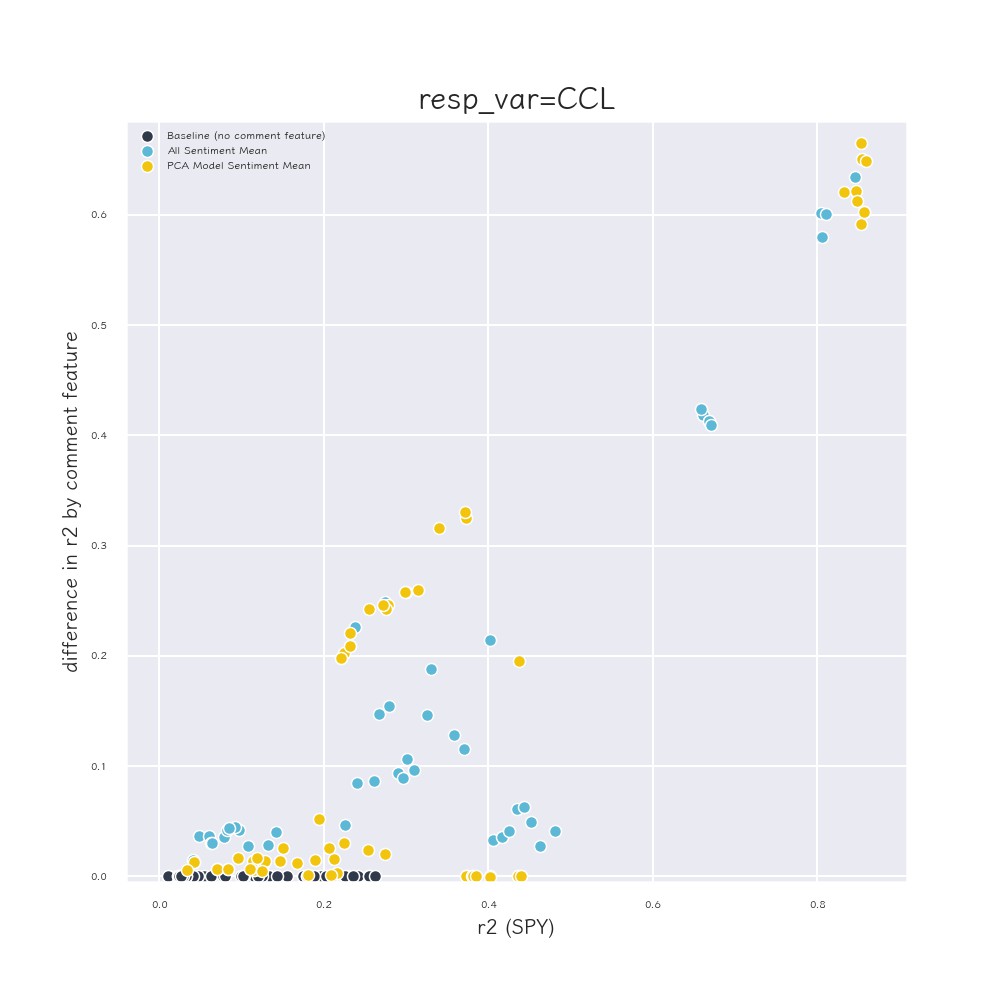 resp_var=CCL
Baseline (no comment feature)
All Sentiment Mean
PCA Model Sentiment Mean
difference in r2 by comment feature
0.6
0.5
0.4
0.3
0.2
0.1
0.0
0.0 0.2 0.4 0.6 0.8
r2 (SPY)